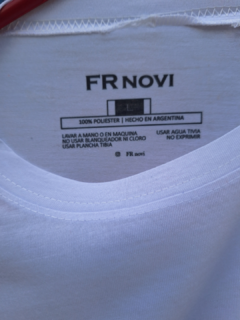 FR NOVI
100% POLIESTER | HECHO EN ARGENTINA
LAVAR A MANO O EN MAQUINA
NO USAR BLANQUEADOR NI CLORO
USAR PLANCHA TIBIA
USAR AGUA TIBIA
NO EXPRIMIR
® FR NOVI